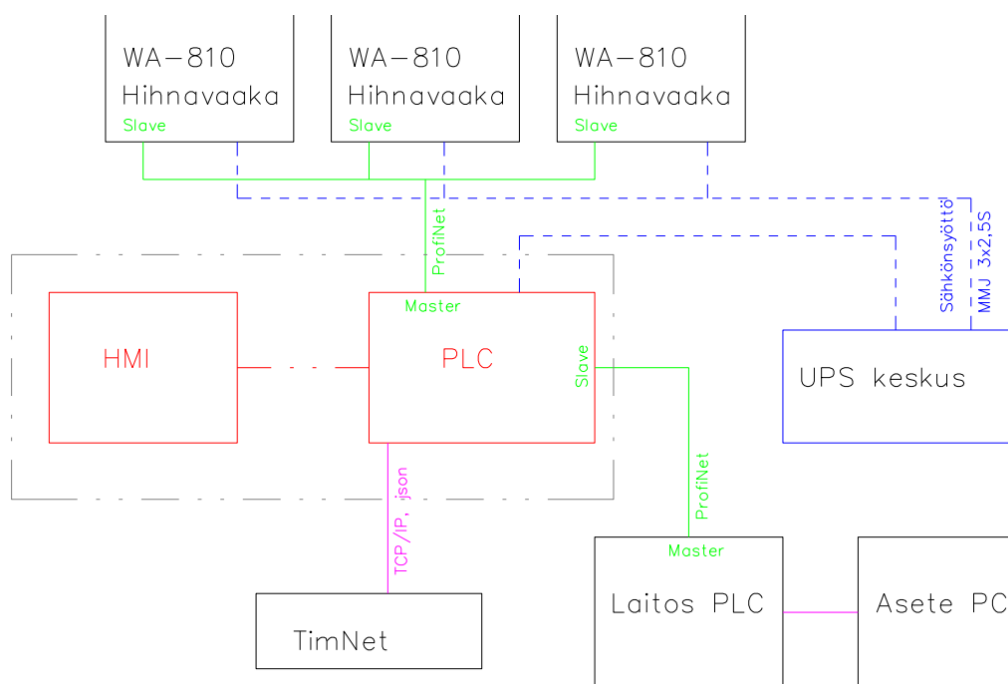 WA-810
Hihnavaaka
Slave
WA-810
Hihnavaaka
Slave
WA-810
Hihnavaaka
Slave
ProfiNet
Sähkönsyöttö
MMJ 3x2,5S
Master
HMI
PLC
Slave
UPS keskus
TCP/IP, json
ProfiNet
Master
Laitos PLC
Asete PC
TimNet